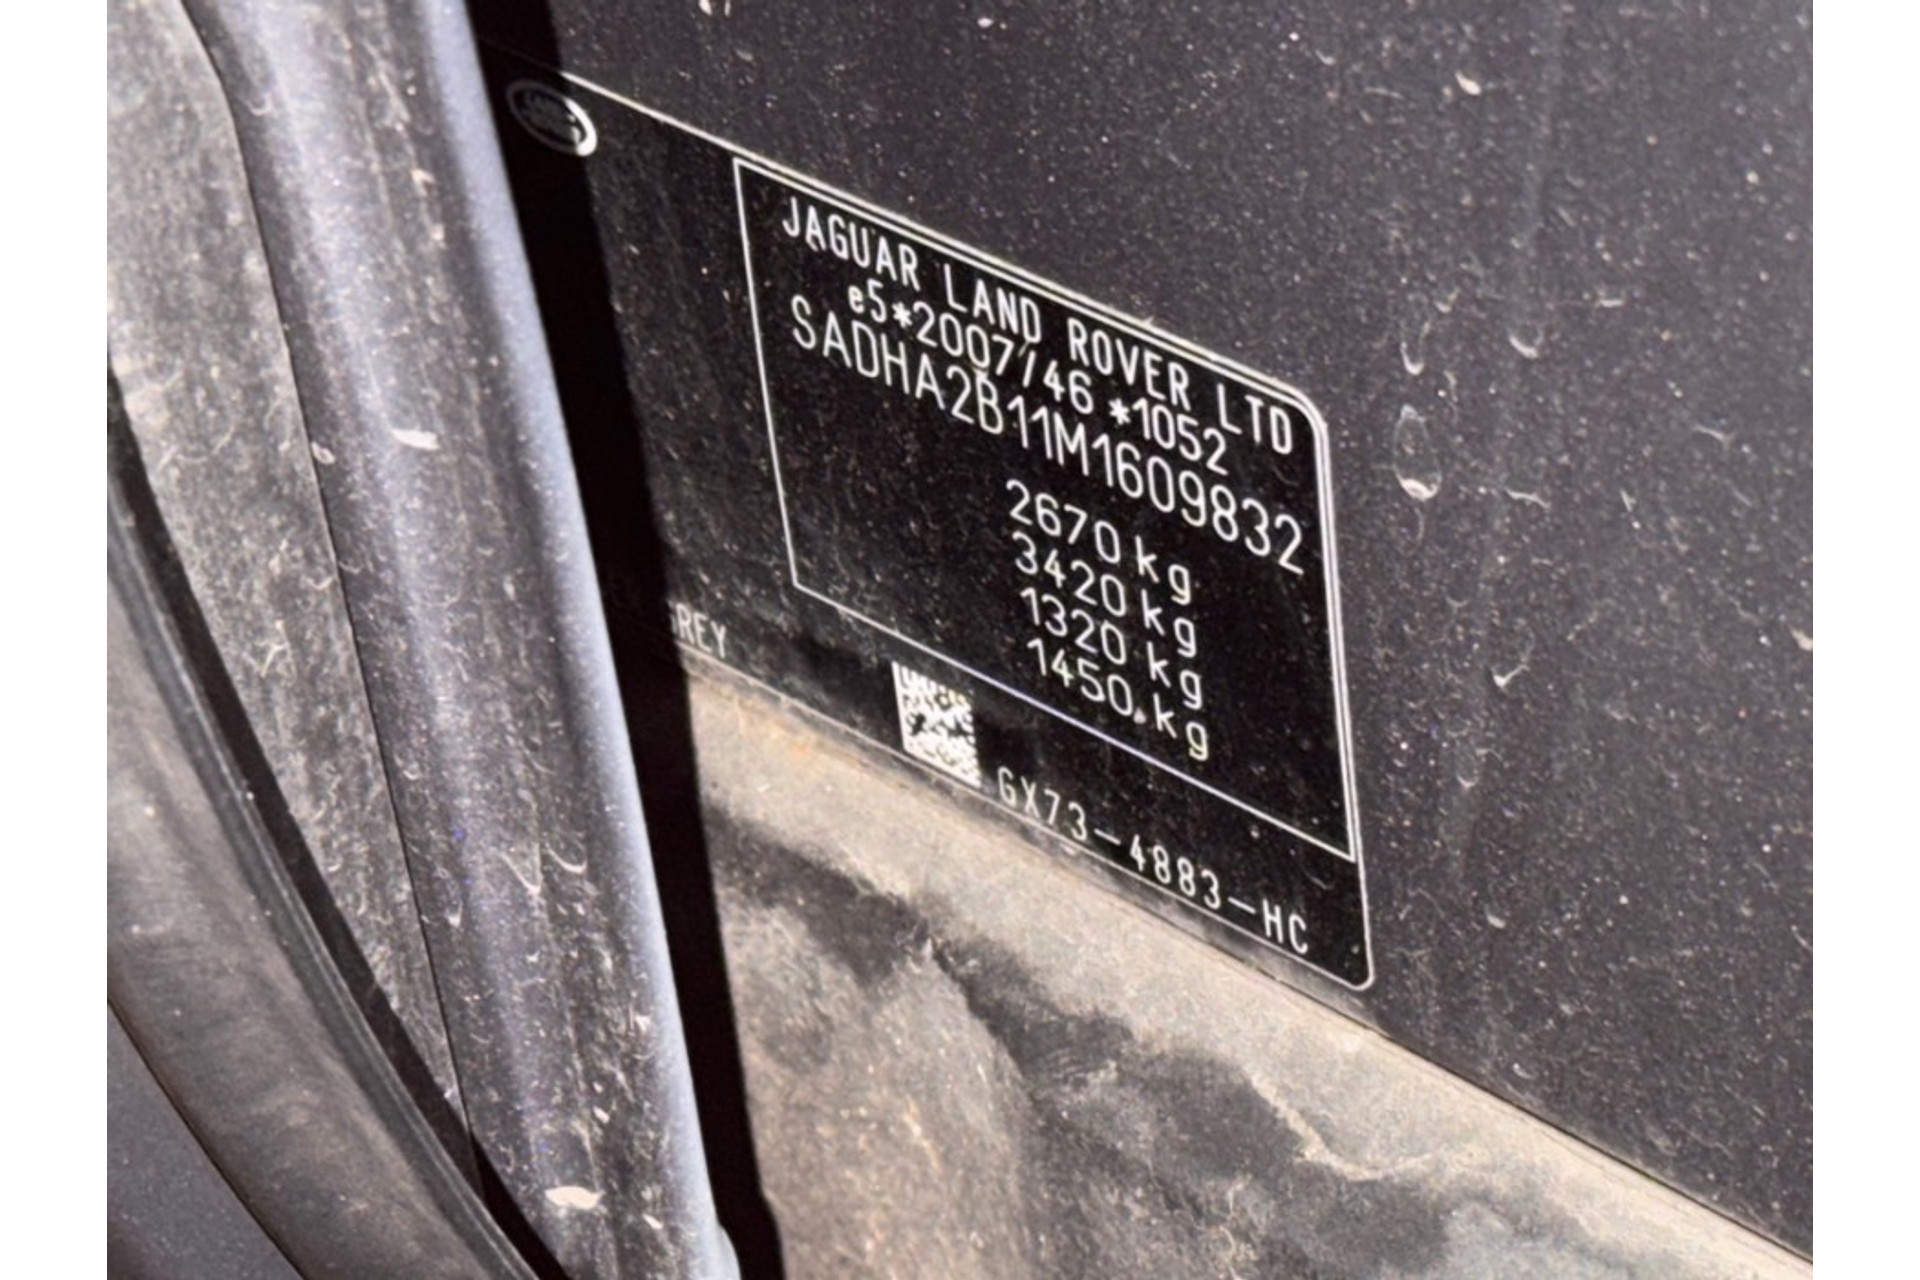 JAGUAR LAND ROVER LTD
e5*2007/46*1052
SADHA2B11M1609832
2670 kg
3420 kg
1320 kg
1450 kg
REY
GX73-4883-HC